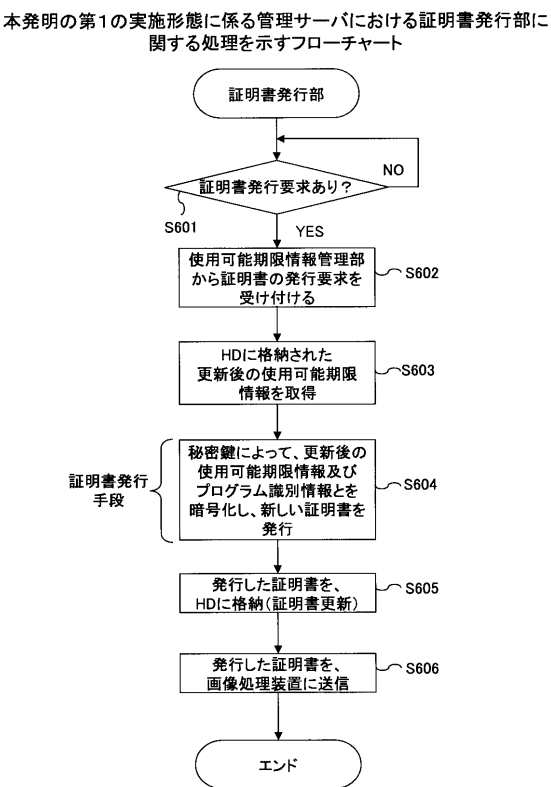 本発明の第1の実施形態に係る管理サーバにおける証明書発行部に
関する処理を示すフローチャート
証明書発行部
NO
証明書発行要求あり?
S601
YES
使用可能期限情報管理部
から証明書の発行要求を
受け付ける
S602
HDに格納された
更新後の使用可能期限
情報を取得
S603
証明書発行
手段
秘密鍵によって、更新後の
使用可能期限情報及び
プログラム識別情報とを
暗号化し、新しい証明書を
発行
S604
発行した証明書を、
HDに格納(証明書更新)
S605
発行した証明書を、
画像処理装置に送信
S606
エンド